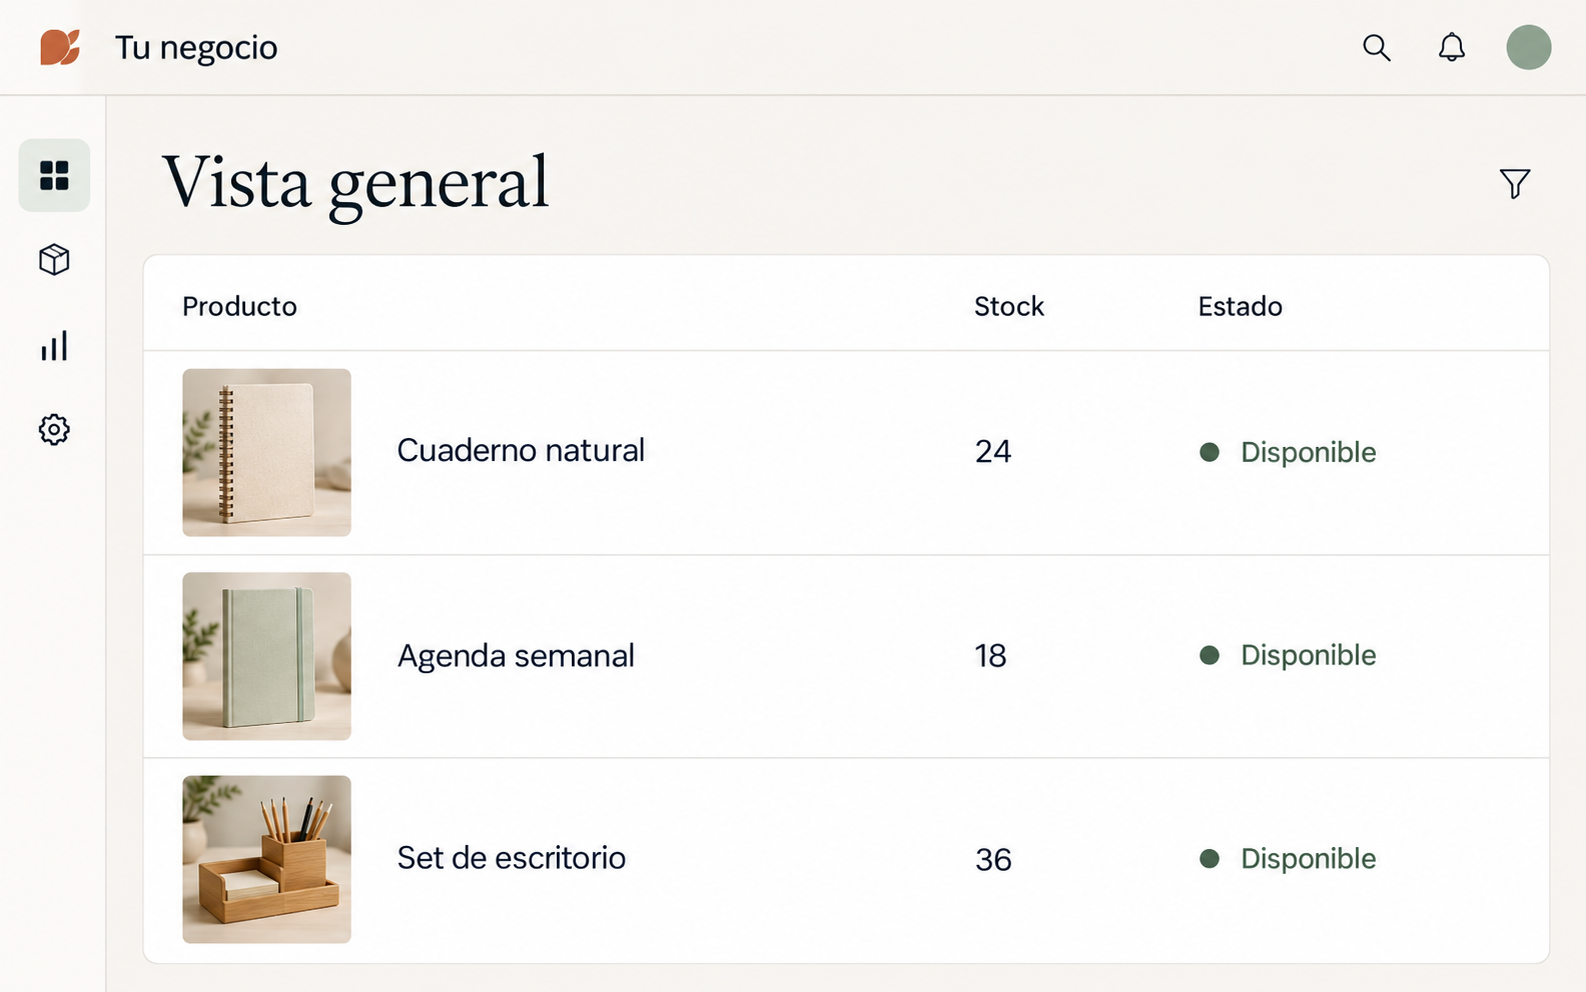 Tu negocio
Vista general
Producto Stock Estado
Cuaderno natural 24 Disponible
Agenda semanal 18 Disponible
Set de escritorio 36 Disponible